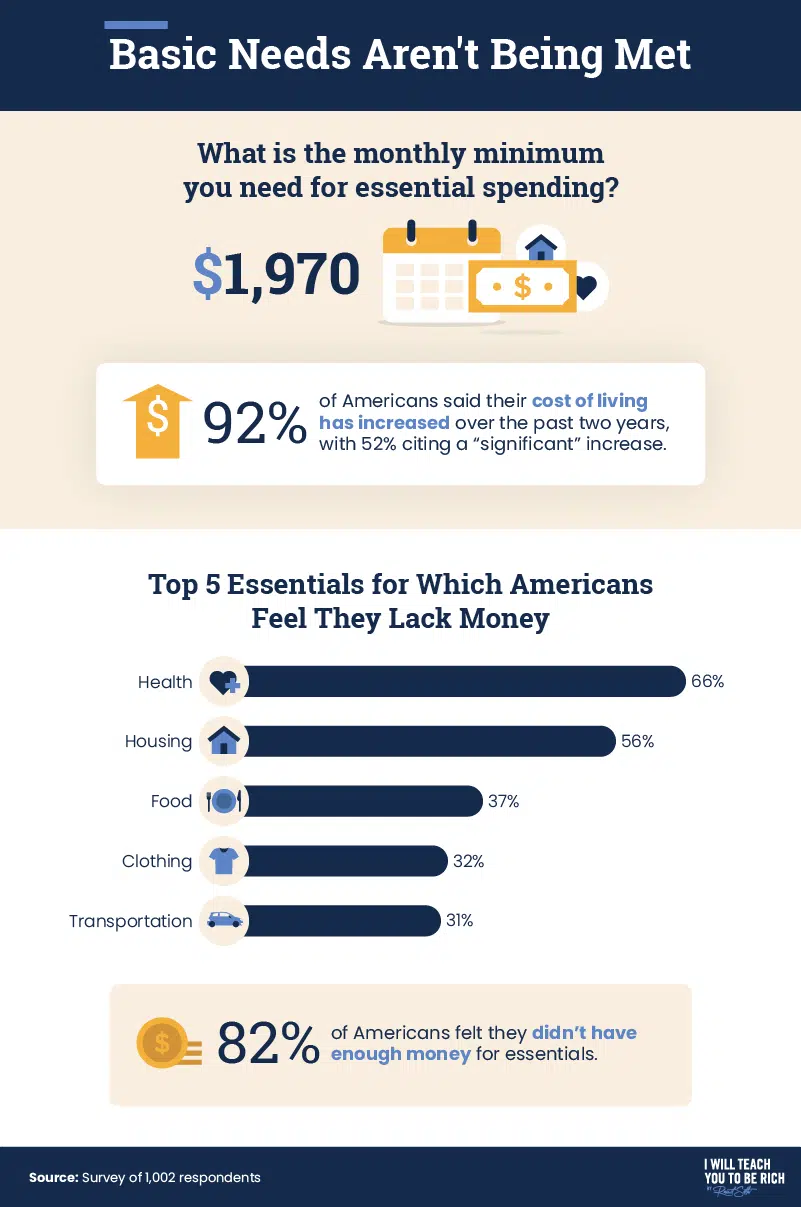 Basic Needs Aren't Being Met
What is the monthly minimum
you need for essential spending?
$1,970
$
$
92%
of Americans said their cost of living
has increased over the past two years,
with 52% citing a “significant” increase.
Top 5 Essentials for Which Americans
Feel They Lack Money
Health 66%
Housing 56%
Food 37%
Clothing 32%
Transportation 31%
$
82%
of Americans felt they didn’t have
enough money for essentials.
Source: Survey of 1,002 respondents
I WILL TEACH
YOU TO BE RICH
BY Ramit Sethi